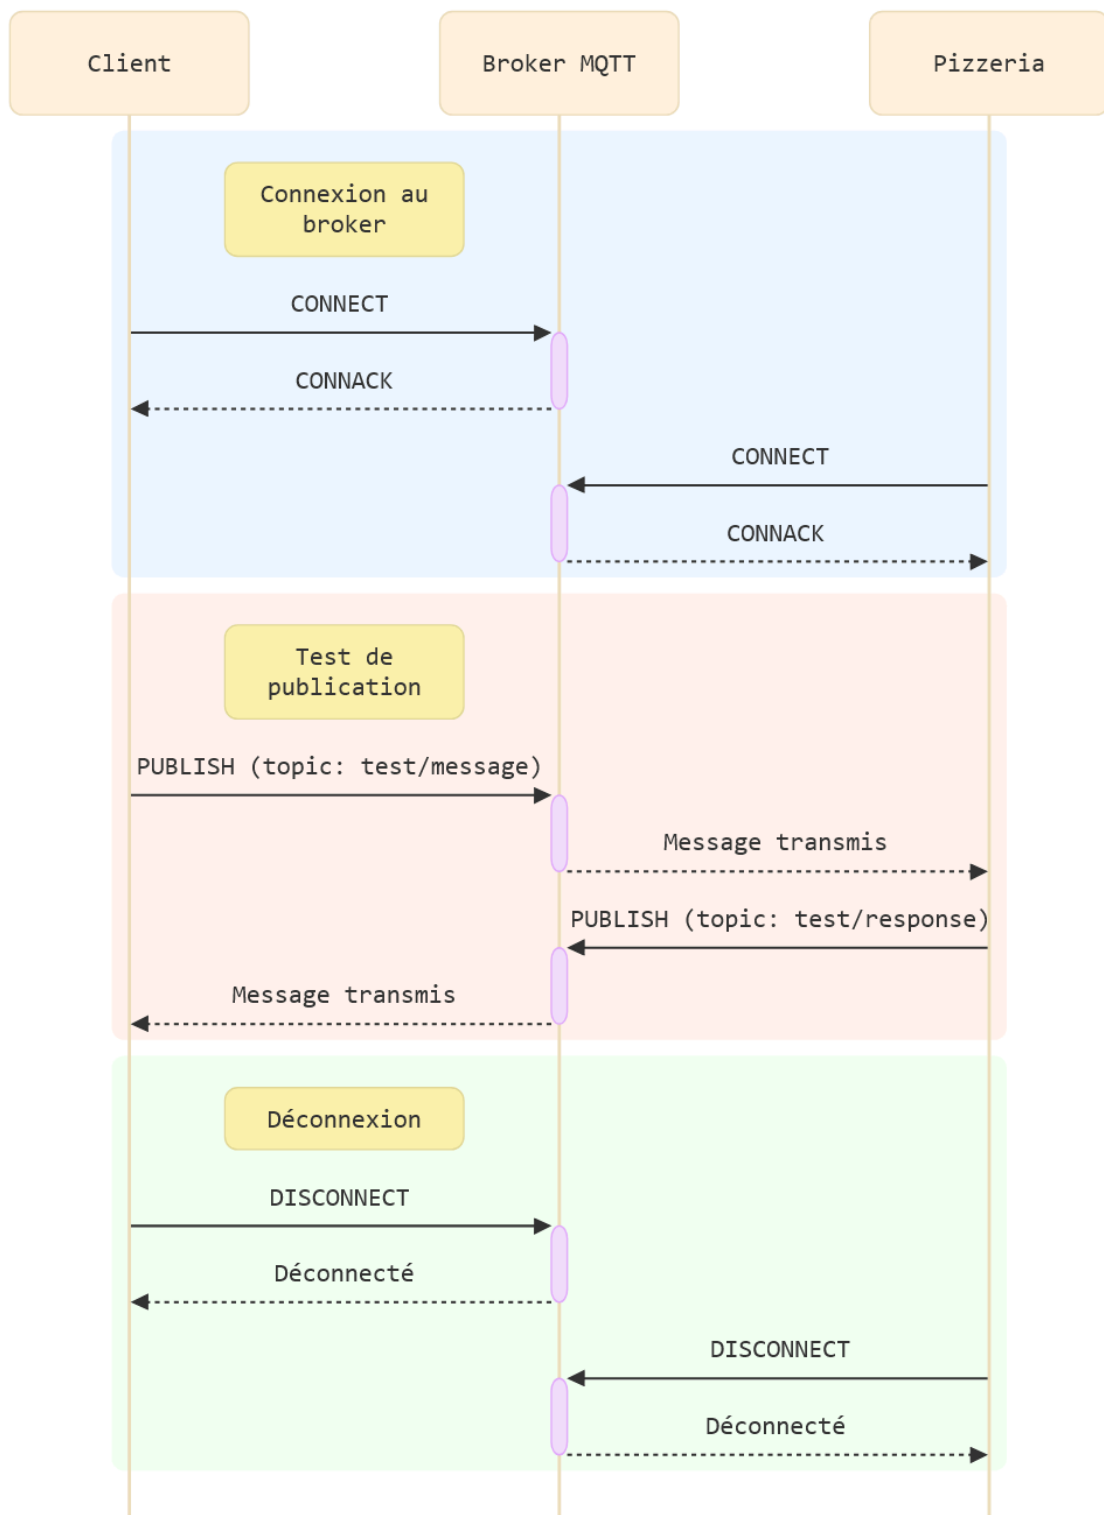 Client
Broker MQTT
Pizzeria
Connexion au
broker
CONNECT
CONNACK
CONNECT
CONNACK
Test de
publication
PUBLISH (topic: test/message)
Message transmis
PUBLISH (topic: test/response)
Message transmis
Déconnexion
DISCONNECT
Déconnecté
DISCONNECT
Déconnecté